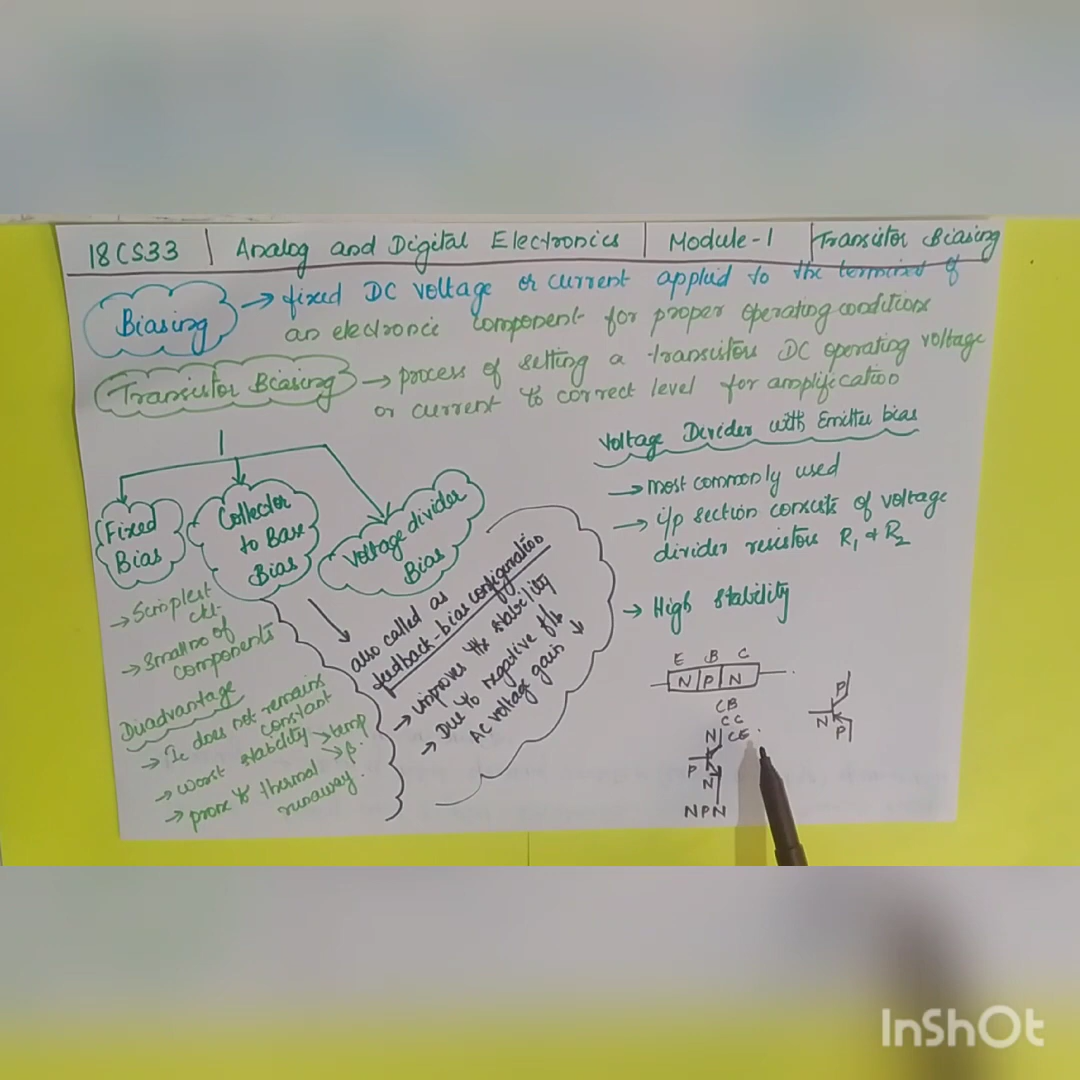 18CS33 | Analog and Digital Electronics | Module-1 | Transistor Biasing
Biasing → fixed DC voltage or current applied to the terminal of
an electronic component for proper operating conditions
Transistor Biasing → process of setting a transistors DC operating voltage
or current to correct level for amplification
Fixed
Bias
Collector
to Base
Bias
Voltage divider
Bias
→ Simplest
ckt.
→ Small no of
components
Disadvantage
→ Ic does not remains
constant
→ worst stability → temp
→ β.
→ prone to thermal
runaway.
also called as
feedback-bias configuration
→ improves the stability
→ Due to negative f/b
AC voltage gain ↓
Voltage Divider with Emitter bias
→ most commonly used
→ i/p section consists of voltage
divider resistors R1 & R2
→ High stability
E B C
N P N
CB
CC
CE
N
P
N
NPN
P
N
P
InShOt